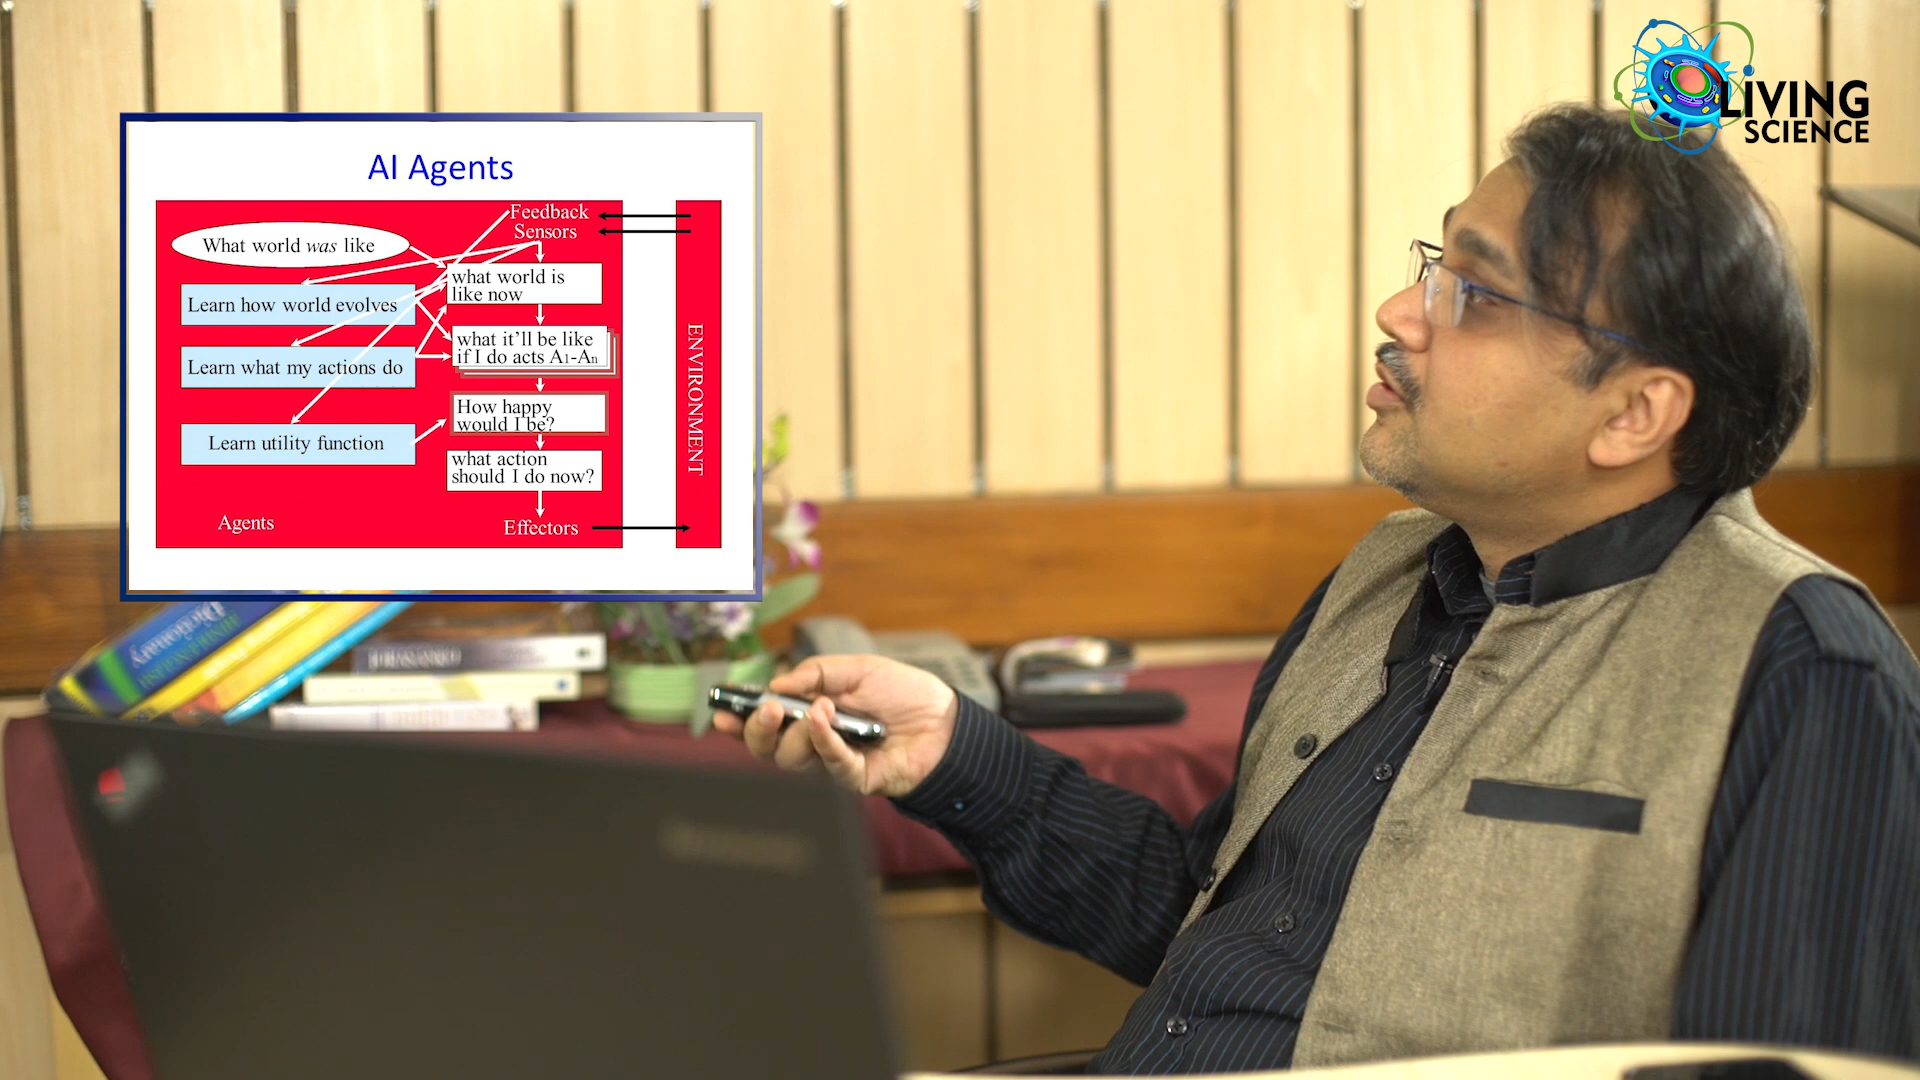 LIVING
SCIENCE
AI Agents
Feedback
Sensors
What world was like
what world is
like now
Learn how world evolves
what it'll be like
if I do acts A1-An
Learn what my actions do
How happy
would I be?
Learn utility function
what action
should I do now?
Agents
Effectors
ENVIRONMENT
Dictionary